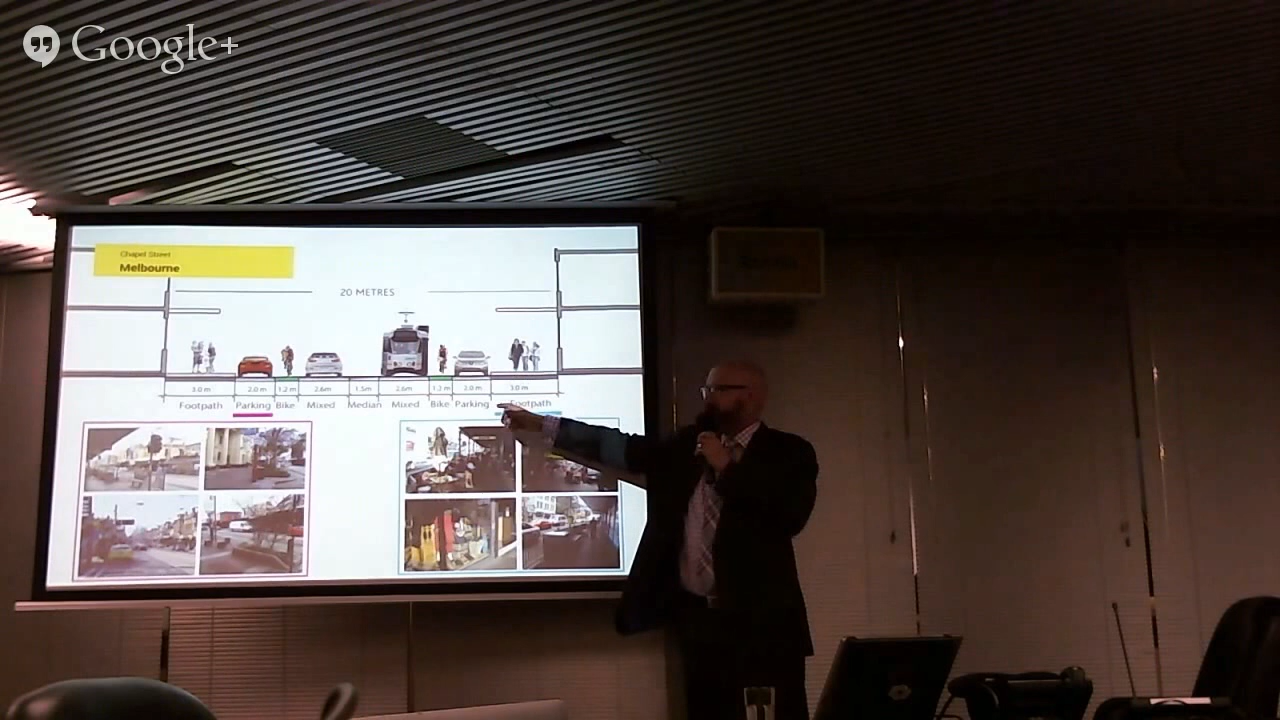 Google+
Chapel Street
Melbourne
20 METRES
3.0 m 2.0 m 1.2 m 2.6m 1.5m 2.6m 1.2 m 2.0 m 3.0 m
Footpath Parking Bike Mixed Median Mixed Bike Parking Footpath